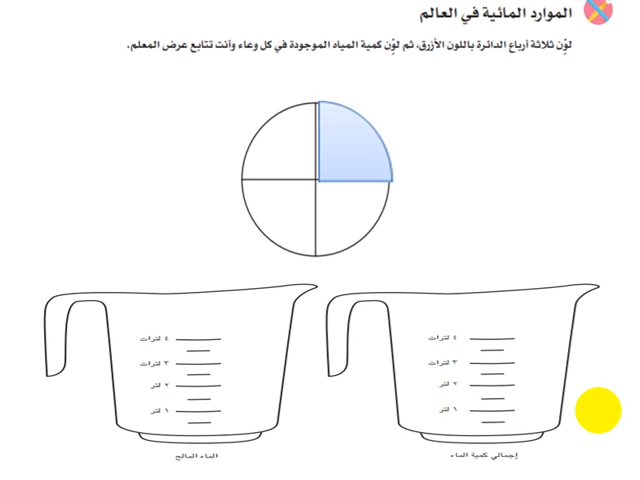 الموارد المائية في العالم
لوِّن ثلاثة أرباع الدائرة باللون الأزرق، ثم لوِّن كمية المياه الموجودة في كل وعاء وأنت تتابع عرض المعلم.
٤ لترات
٣ لترات
٢ لتر
١ لتر
إجمالي كمية الماء
٤ لترات
٣ لترات
٢ لتر
١ لتر
الماء المالح